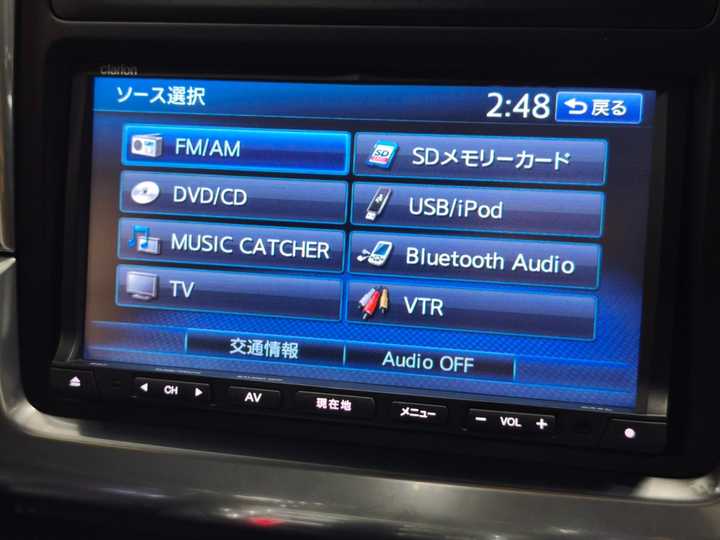 clarion
ソース選択
2:48
戻る
FM/AM
SDメモリーカード
DVD/CD
USB/iPod
MUSIC CATCHER
Bluetooth Audio
TV
VTR
SD
交通情報
Audio OFF
CH
AV
現在地
メニュー
− VOL +